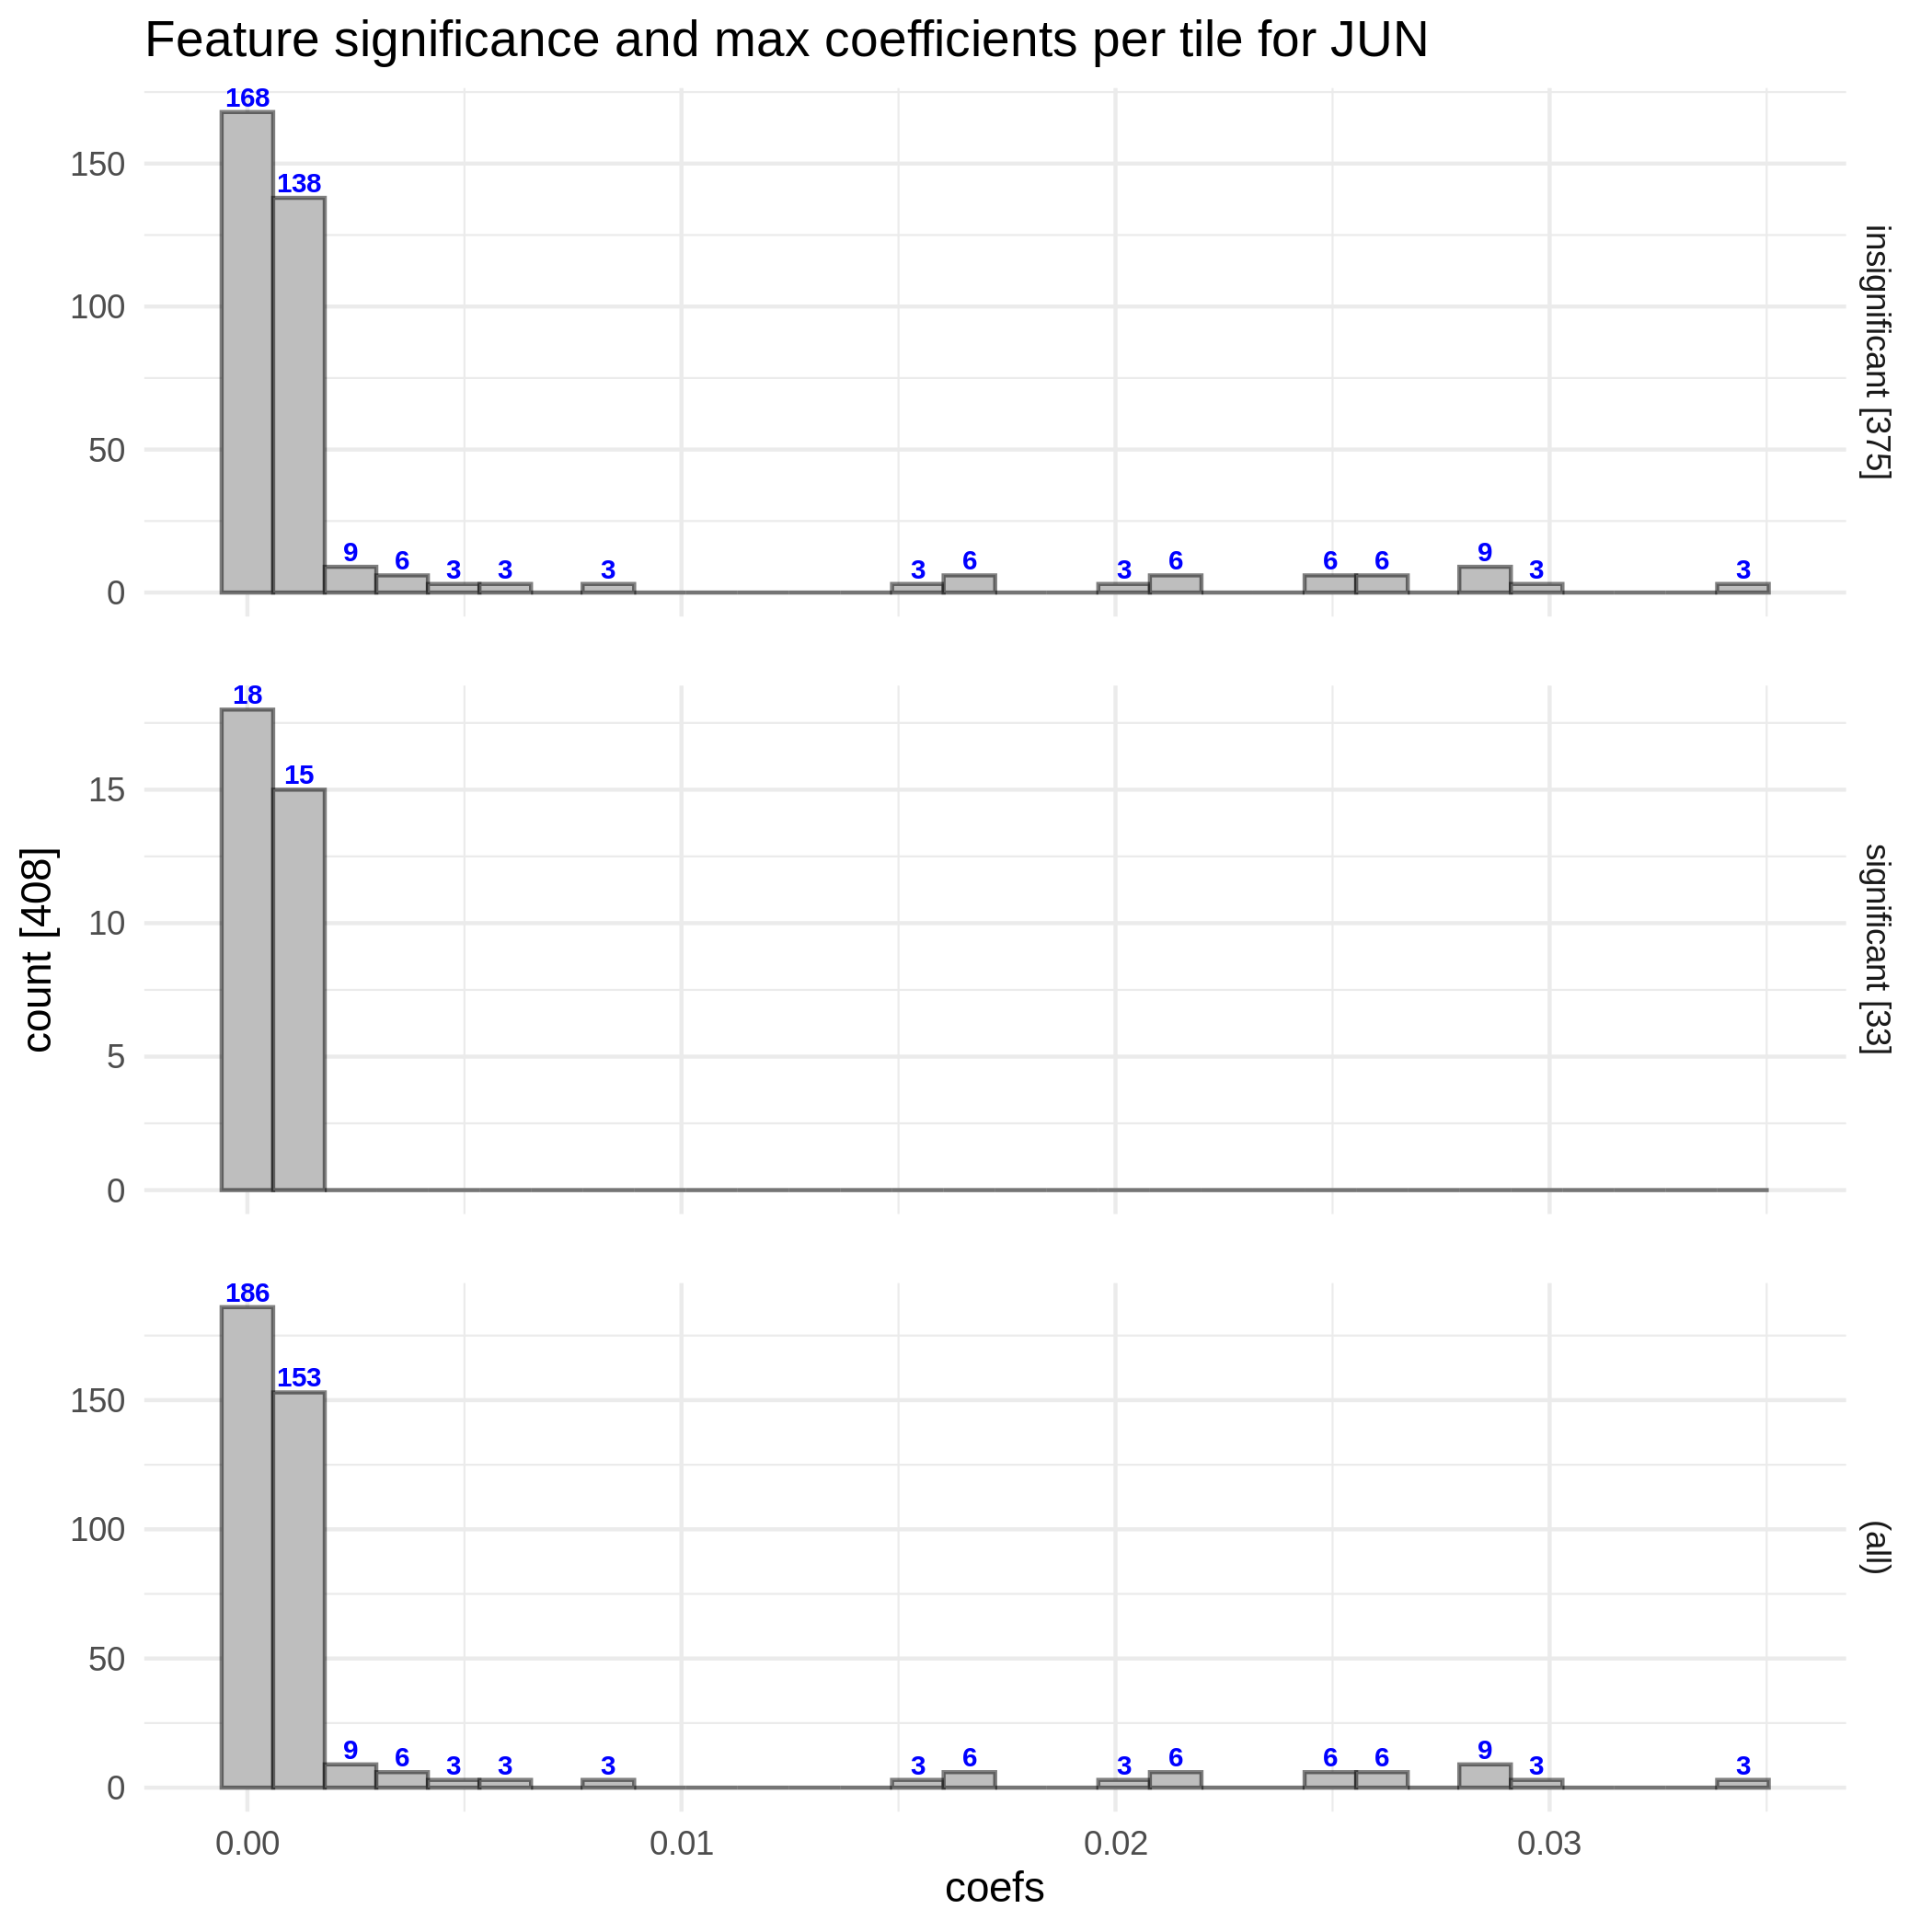 Feature significance and max coefficients per tile for JUN
168
150
138
100
50
9 6 3 3 3 3 6 3 6 6 6 9 3 3
0
insignificant [375]
18
15
15
10
5
0
significant [33]
count [408]
186
153
150
100
50
9 6 3 3 3 3 6 3 6 6 6 9 3 3
0
(all)
0.00 0.01 0.02 0.03
coefs